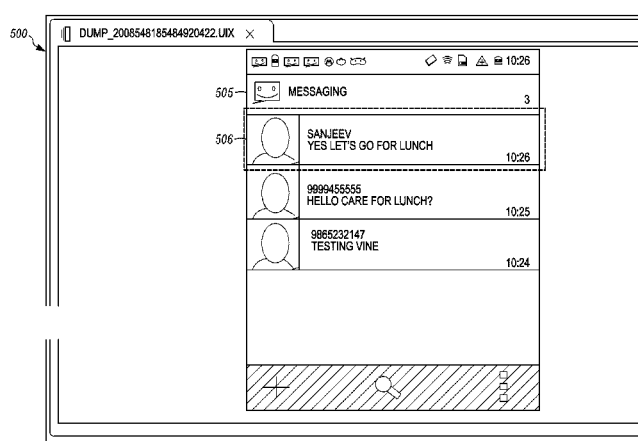 500
DUMP_2008548185484920422.UIX ×
10:26
505
MESSAGING
3
506
SANJEEV
YES LET'S GO FOR LUNCH
10:26
9999455555
HELLO CARE FOR LUNCH?
10:25
9865232147
TESTING VINE
10:24